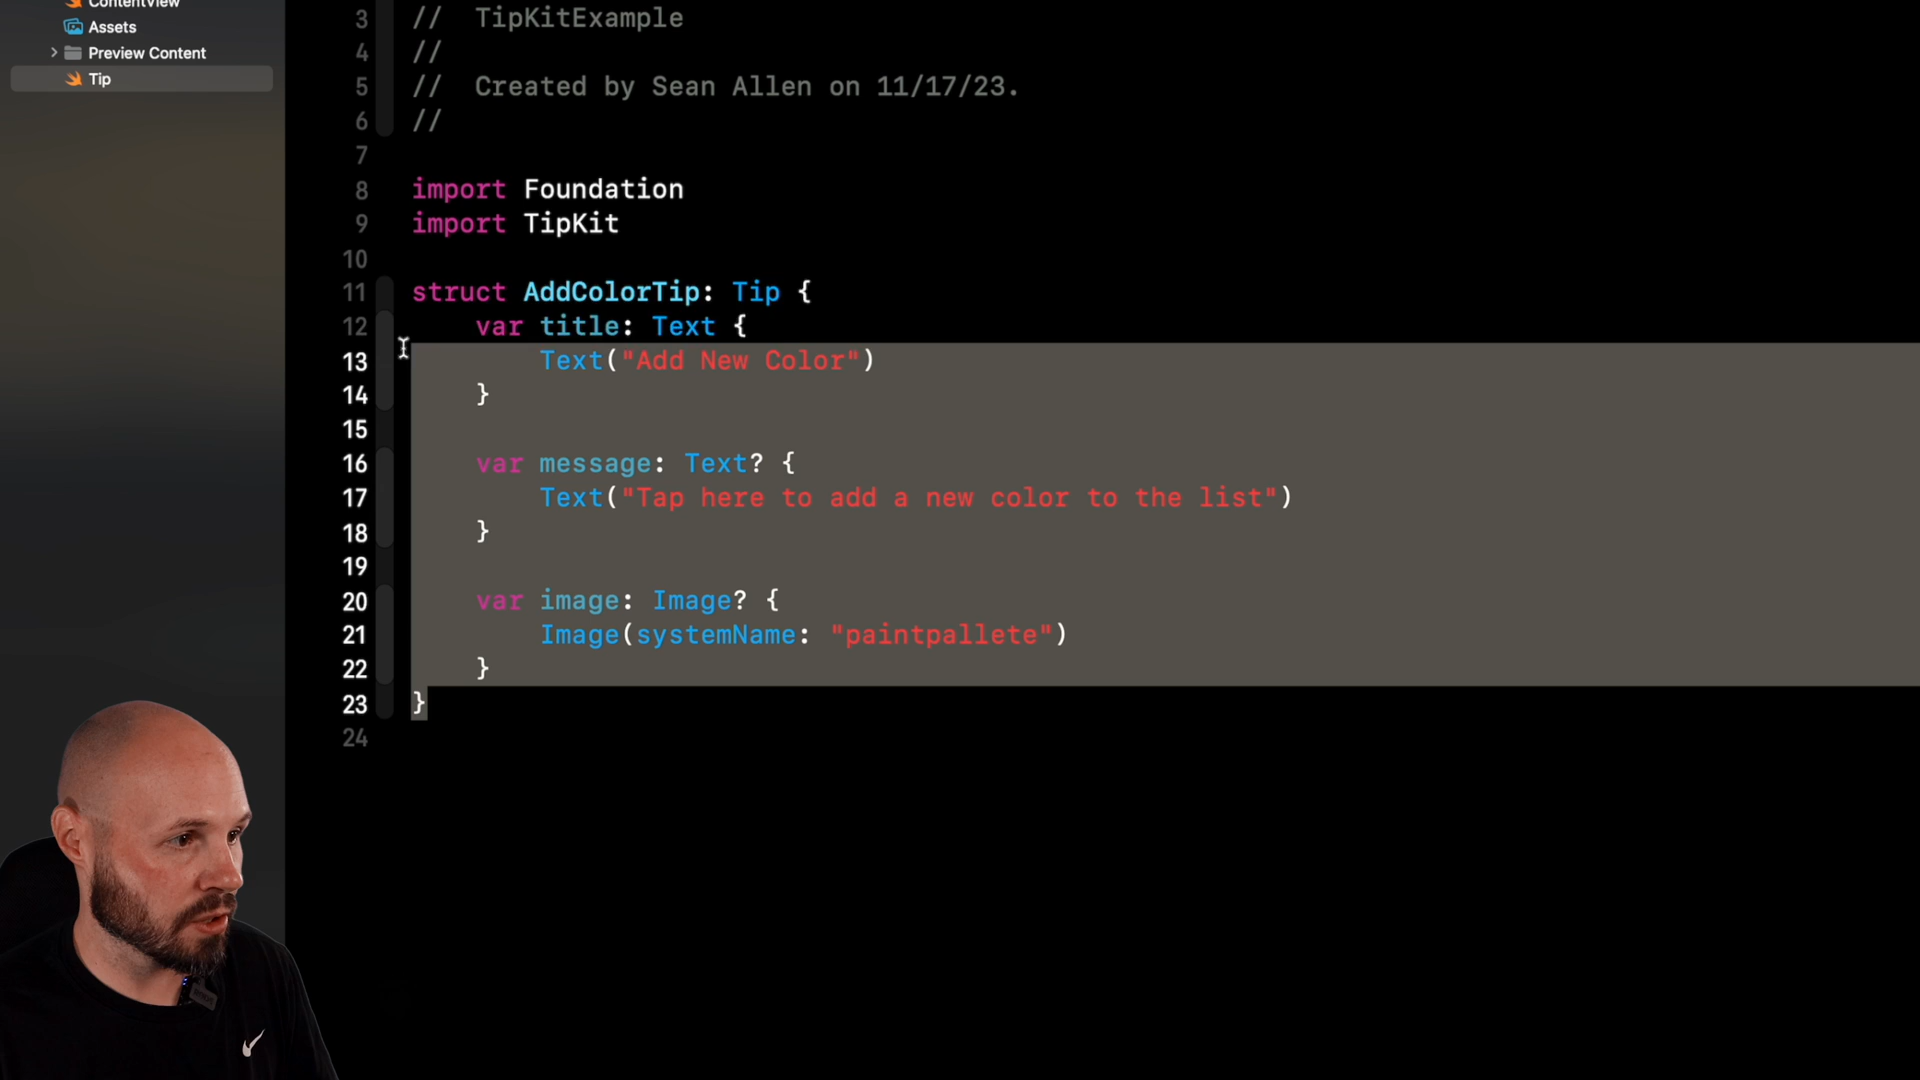 ContentView
Assets
Preview Content
Tip
3 // TipKitExample
4 //
5 // Created by Sean Allen on 11/17/23.
6 //
7
8 import Foundation
9 import TipKit
10
11 struct AddColorTip: Tip {
12 var title: Text {
13 Text("Add New Color")
14 }
15
16 var message: Text? {
17 Text("Tap here to add a new color to the list")
18 }
19
20 var image: Image? {
21 Image(systemName: "paintpallete")
22 }
23 }
24